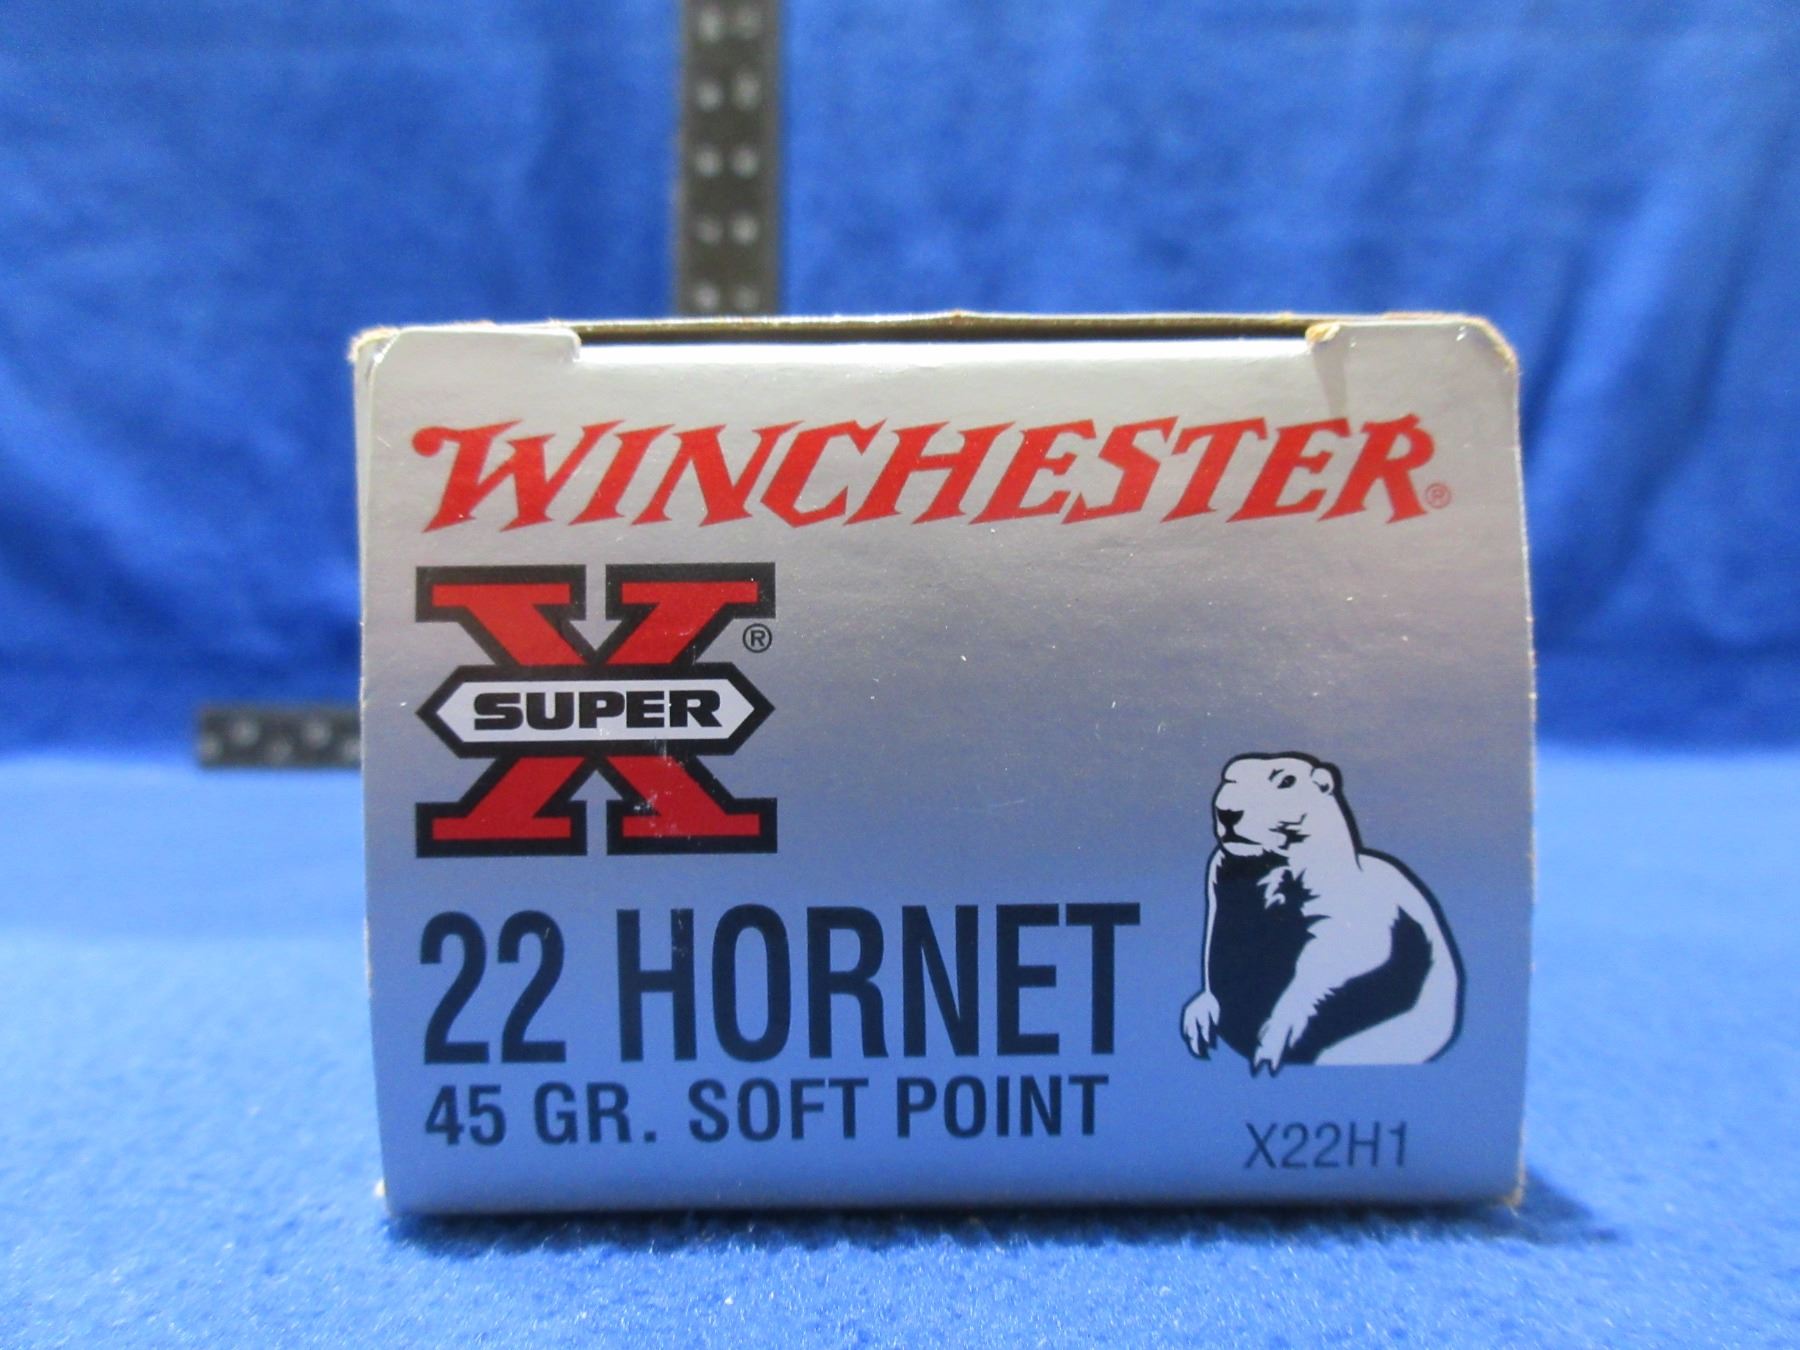 WINCHESTER®
X®
SUPER
22 HORNET
45 GR. SOFT POINT
X22H1